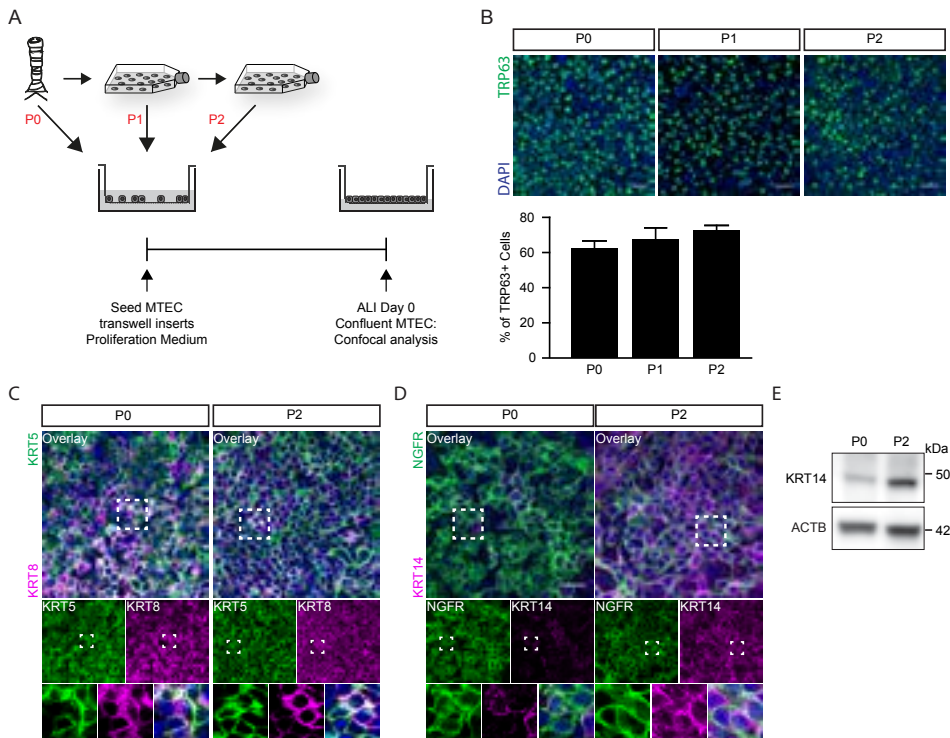 A
P0
P1
P2
Seed MTEC
transwell inserts
Proliferation Medium
ALI Day 0
Confluent MTEC:
Confocal analysis
B
P0 P1 P2
TRP63
DAPI
% of TRP63+ Cells
80
60
40
20
0
P0 P1 P2
C
P0 P2
KRT5
KRT8
Overlay Overlay
KRT5 KRT8 KRT5 KRT8
D
P0 P2
NGFR
KRT14
Overlay Overlay
NGFR KRT14 NGFR KRT14
E
P0 P2 kDa
KRT14 50
ACTB 42